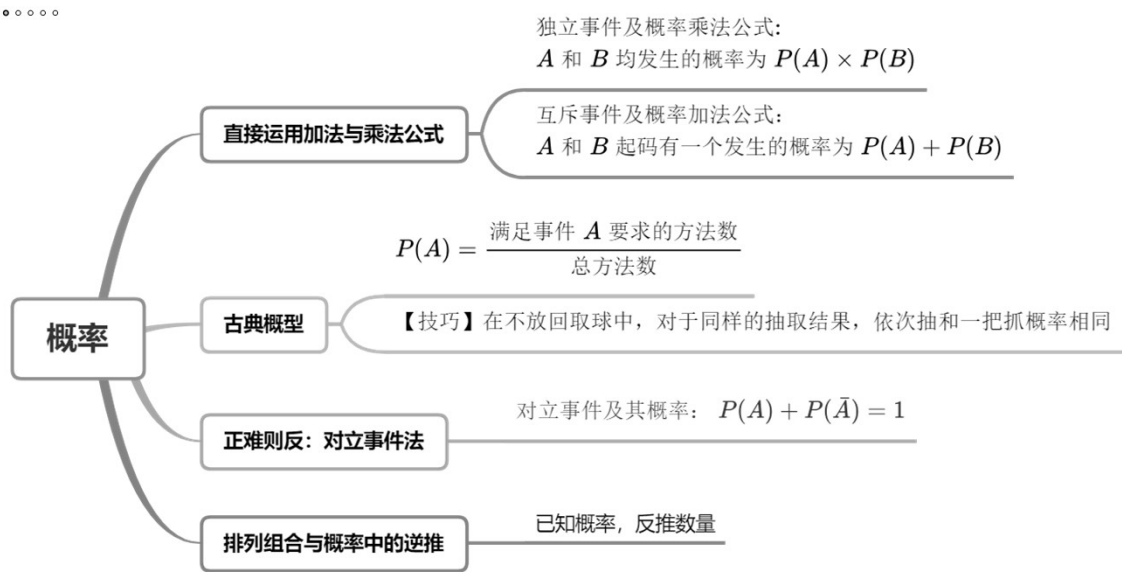 独立事件及概率乘法公式:
A 和 B 均发生的概率为 P(A) × P(B)
直接运用加法与乘法公式
互斥事件及概率加法公式:
A 和 B 起码有一个发生的概率为 P(A) + P(B)
P(A) = 满足事件 A 要求的方法数 / 总方法数
概率
古典概型
【技巧】在不放回取球中，对于同样的抽取结果，依次抽和一把抓概率相同
对立事件及其概率： P(A) + P(Ā) = 1
正难则反：对立事件法
已知概率，反推数量
排列组合与概率中的逆推